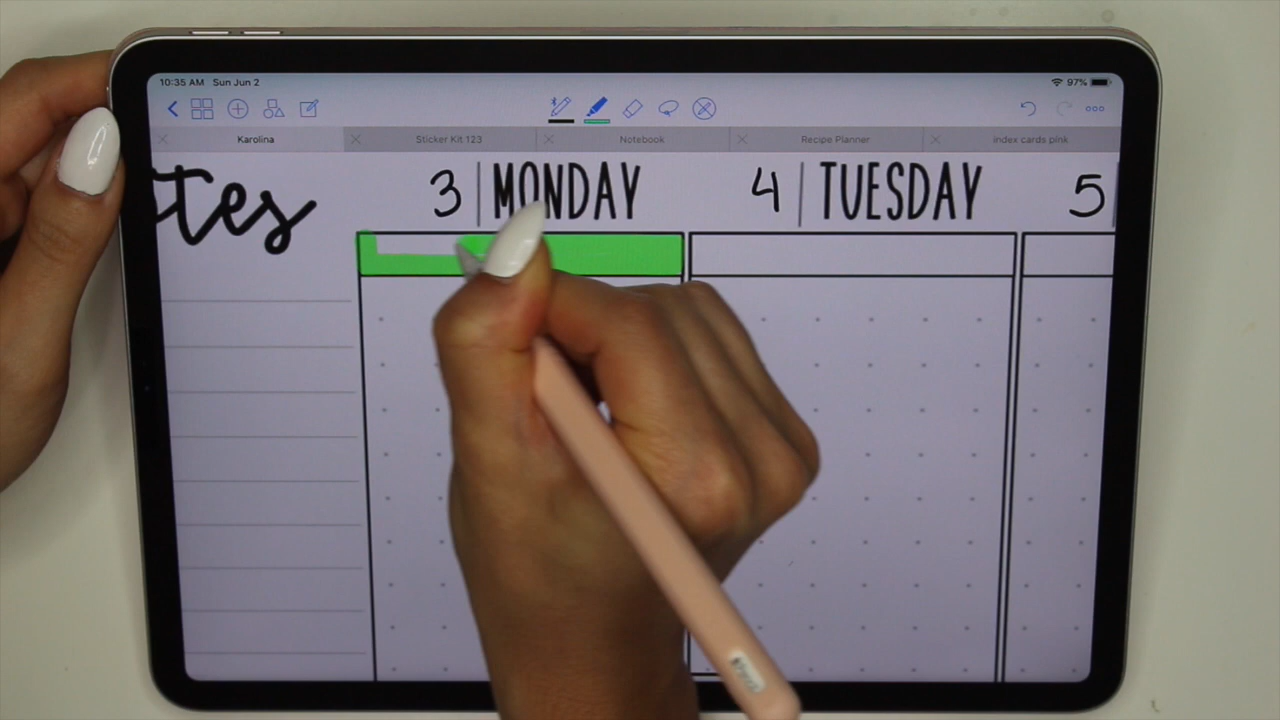 10:35 AM Sun Jun 2 97%
Karolina Sticker Kit 123 Notebook Recipe Planner index cards pink
tes 3 MONDAY 4 TUESDAY 5